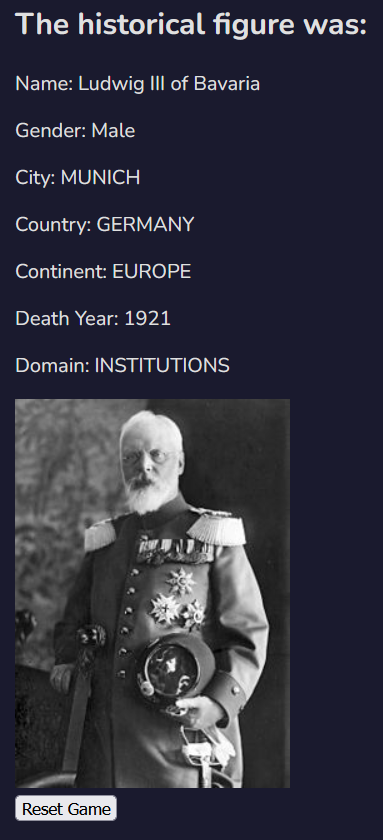 The historical figure was:
Name: Ludwig III of Bavaria
Gender: Male
City: MUNICH
Country: GERMANY
Continent: EUROPE
Death Year: 1921
Domain: INSTITUTIONS
Reset Game